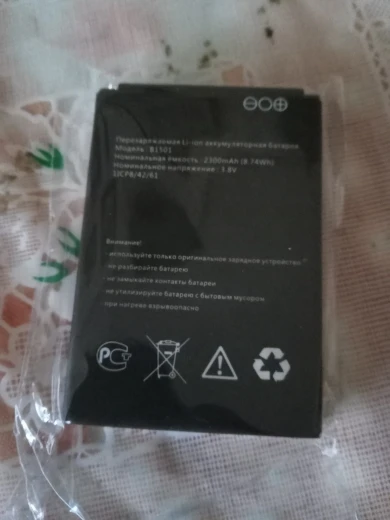 Перезаряжаемая Li-ion аккумуляторная батарея
Модель : B1501
Номинальная емкость : 2300mAh (8.74Wh)
Номинальное напряжение : 3.8V
1ICP8/42/61
Внимание!
- используйте только оригинальное зарядное устройство."
- не разбирайте батарею
- не замыкайте контакты батареи
- не утилизируйте батарею с бытовым мусором.
- при нагреве взрывоопасно